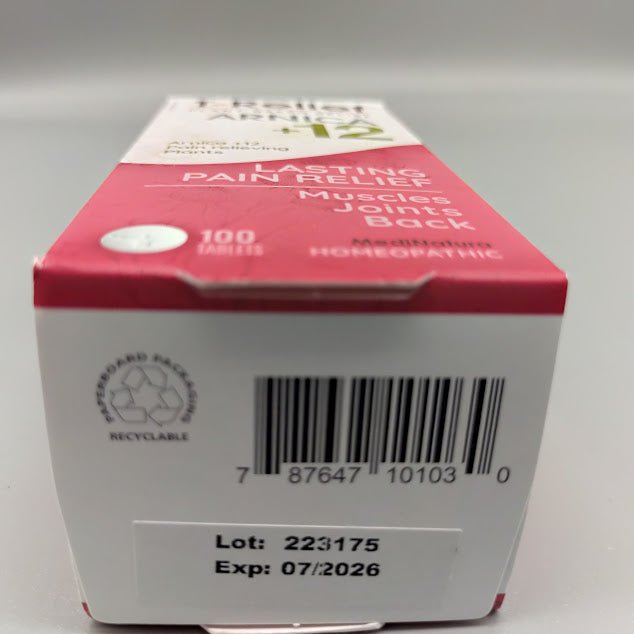 T-Relief
ARNICA
+12
Arnica +12
Pain relieving
Plants
LASTING
PAIN RELIEF
Muscles
Joints
Back
100
TABLETS
MediNatura
HOMEOPATHIC
PAPERBOARD PACKAGING
RECYCLABLE
7 87647 10103 0
Lot: 223175
Exp: 07/2026